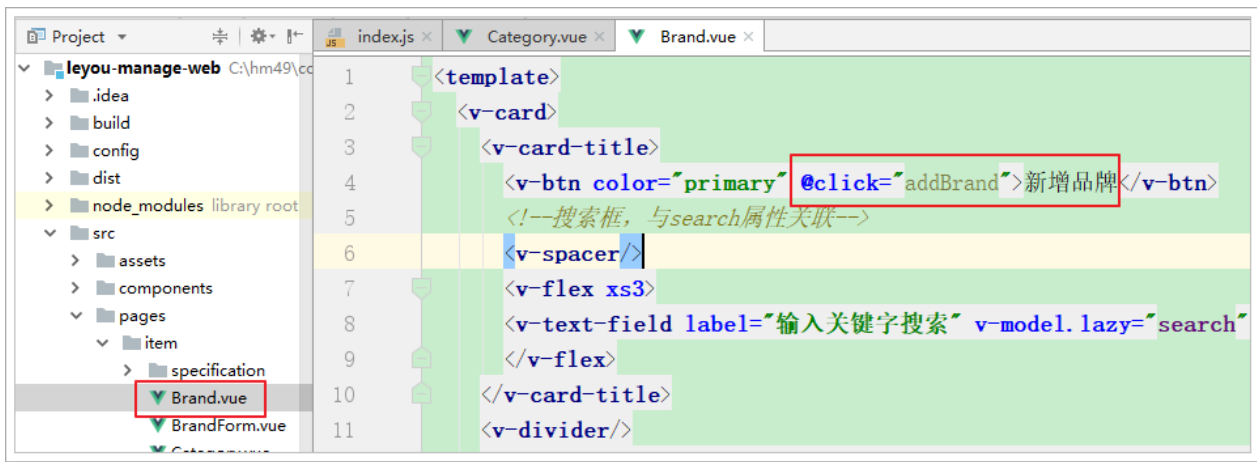 Project
index.js
Category.vue
Brand.vue
leyou-manage-web C:\hm49\cc
.idea
build
config
dist
node_modules library root
src
assets
components
pages
item
specification
Brand.vue
BrandForm.vue
1 <template>
2 <v-card>
3 <v-card-title>
4 <v-btn color="primary" @click="addBrand">新增品牌</v-btn>
5 <!--搜索框，与search属性关联-->
6 <v-spacer/>
7 <v-flex xs3>
8 <v-text-field label="输入关键字搜索" v-model.lazy="search"
9 </v-flex>
10 </v-card-title>
11 <v-divider/>